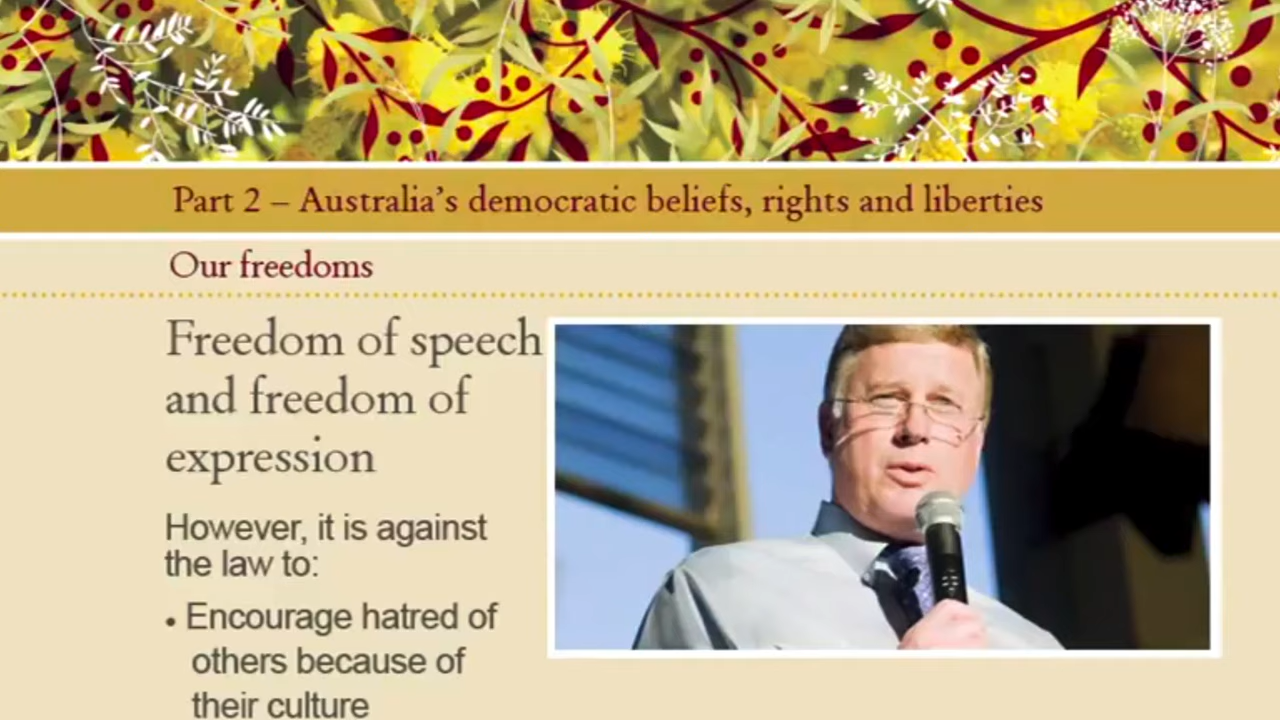 Part 2 – Australia’s democratic beliefs, rights and liberties
Our freedoms
Freedom of speech
and freedom of
expression
However, it is against
the law to:
• Encourage hatred of
others because of
their culture